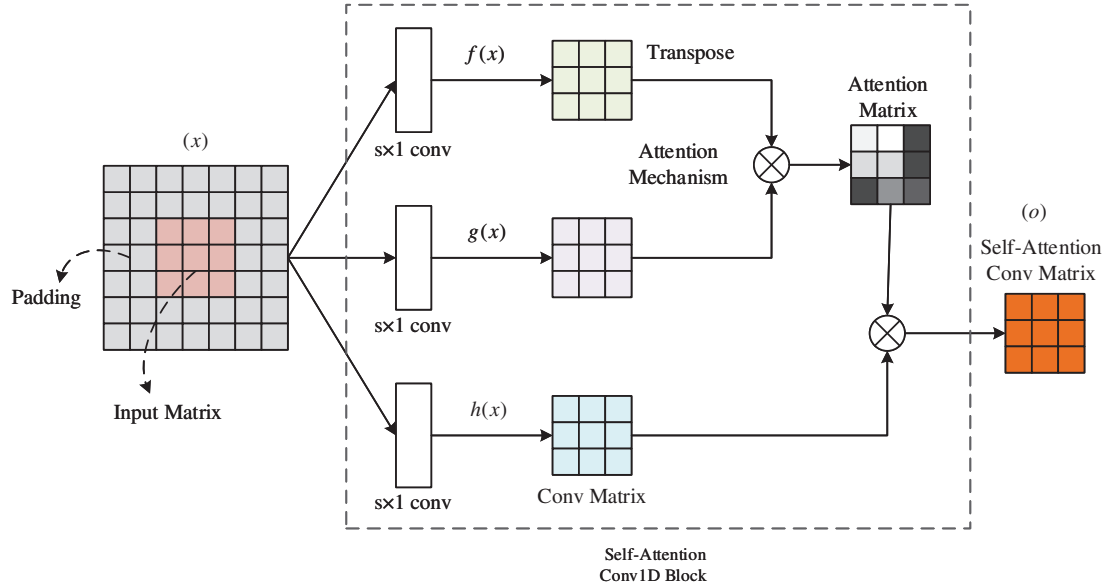 (x)
Padding
Input Matrix
s×1 conv
f(x)
Transpose
s×1 conv
g(x)
Attention
Mechanism
s×1 conv
h(x)
Conv Matrix
Attention
Matrix
(o)
Self-Attention
Conv Matrix
Self-Attention
Conv1D Block